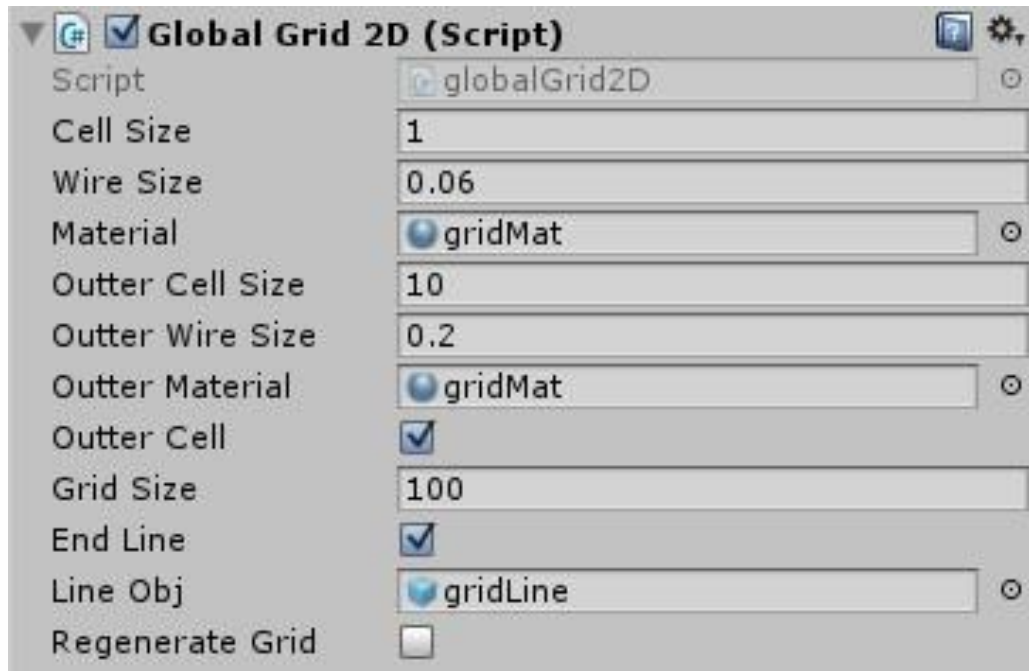 Global Grid 2D (Script)
Script globalGrid2D
Cell Size 1
Wire Size 0.06
Material gridMat
Outter Cell Size 10
Outter Wire Size 0.2
Outter Material gridMat
Outter Cell
Grid Size 100
End Line
Line Obj gridLine
Regenerate Grid